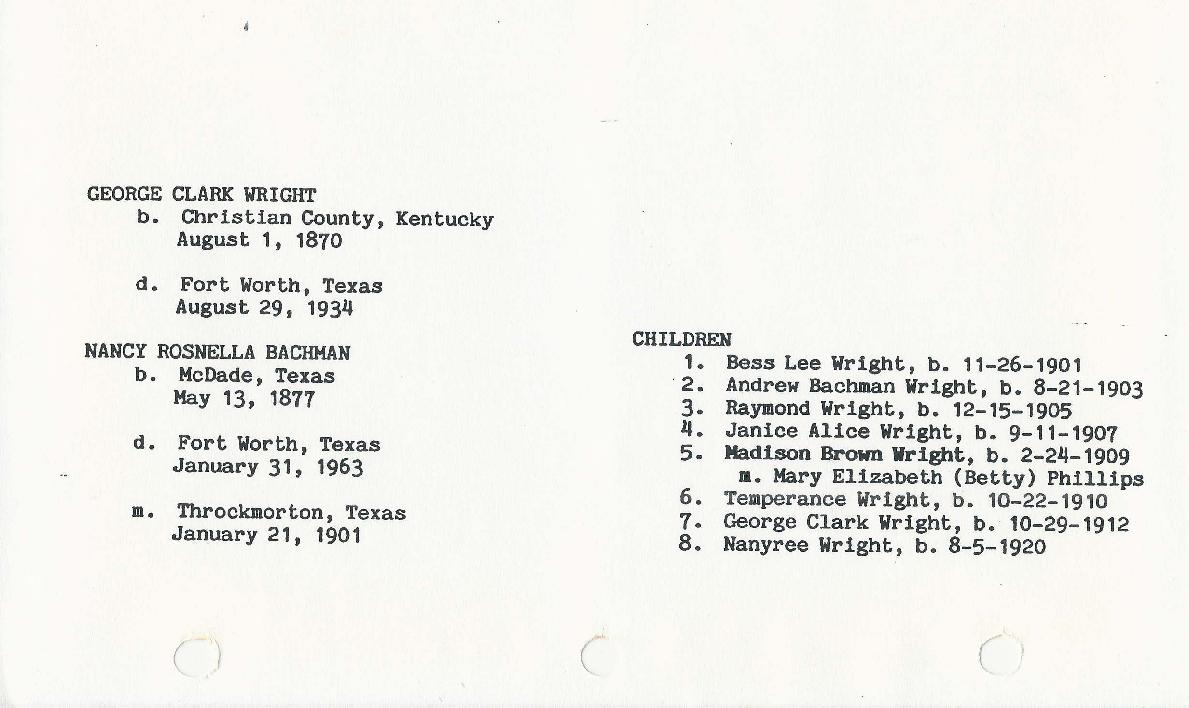 GEORGE CLARK WRIGHT
b. Christian County, Kentucky
August 1, 1870
d. Fort Worth, Texas
August 29, 1934
NANCY ROSNELLA BACHMAN
b. McDade, Texas
May 13, 1877
d. Fort Worth, Texas
January 31, 1963
m. Throckmorton, Texas
January 21, 1901
CHILDREN
1. Bess Lee Wright, b. 11-26-1901
2. Andrew Bachman Wright, b. 8-21-1903
3. Raymond Wright, b. 12-15-1905
4. Janice Alice Wright, b. 9-11-1907
5. Madison Brown Wright, b. 2-24-1909
m. Mary Elizabeth (Betty) Phillips
6. Temperance Wright, b. 10-22-1910
7. George Clark Wright, b. 10-29-1912
8. Nanyree Wright, b. 8-5-1920